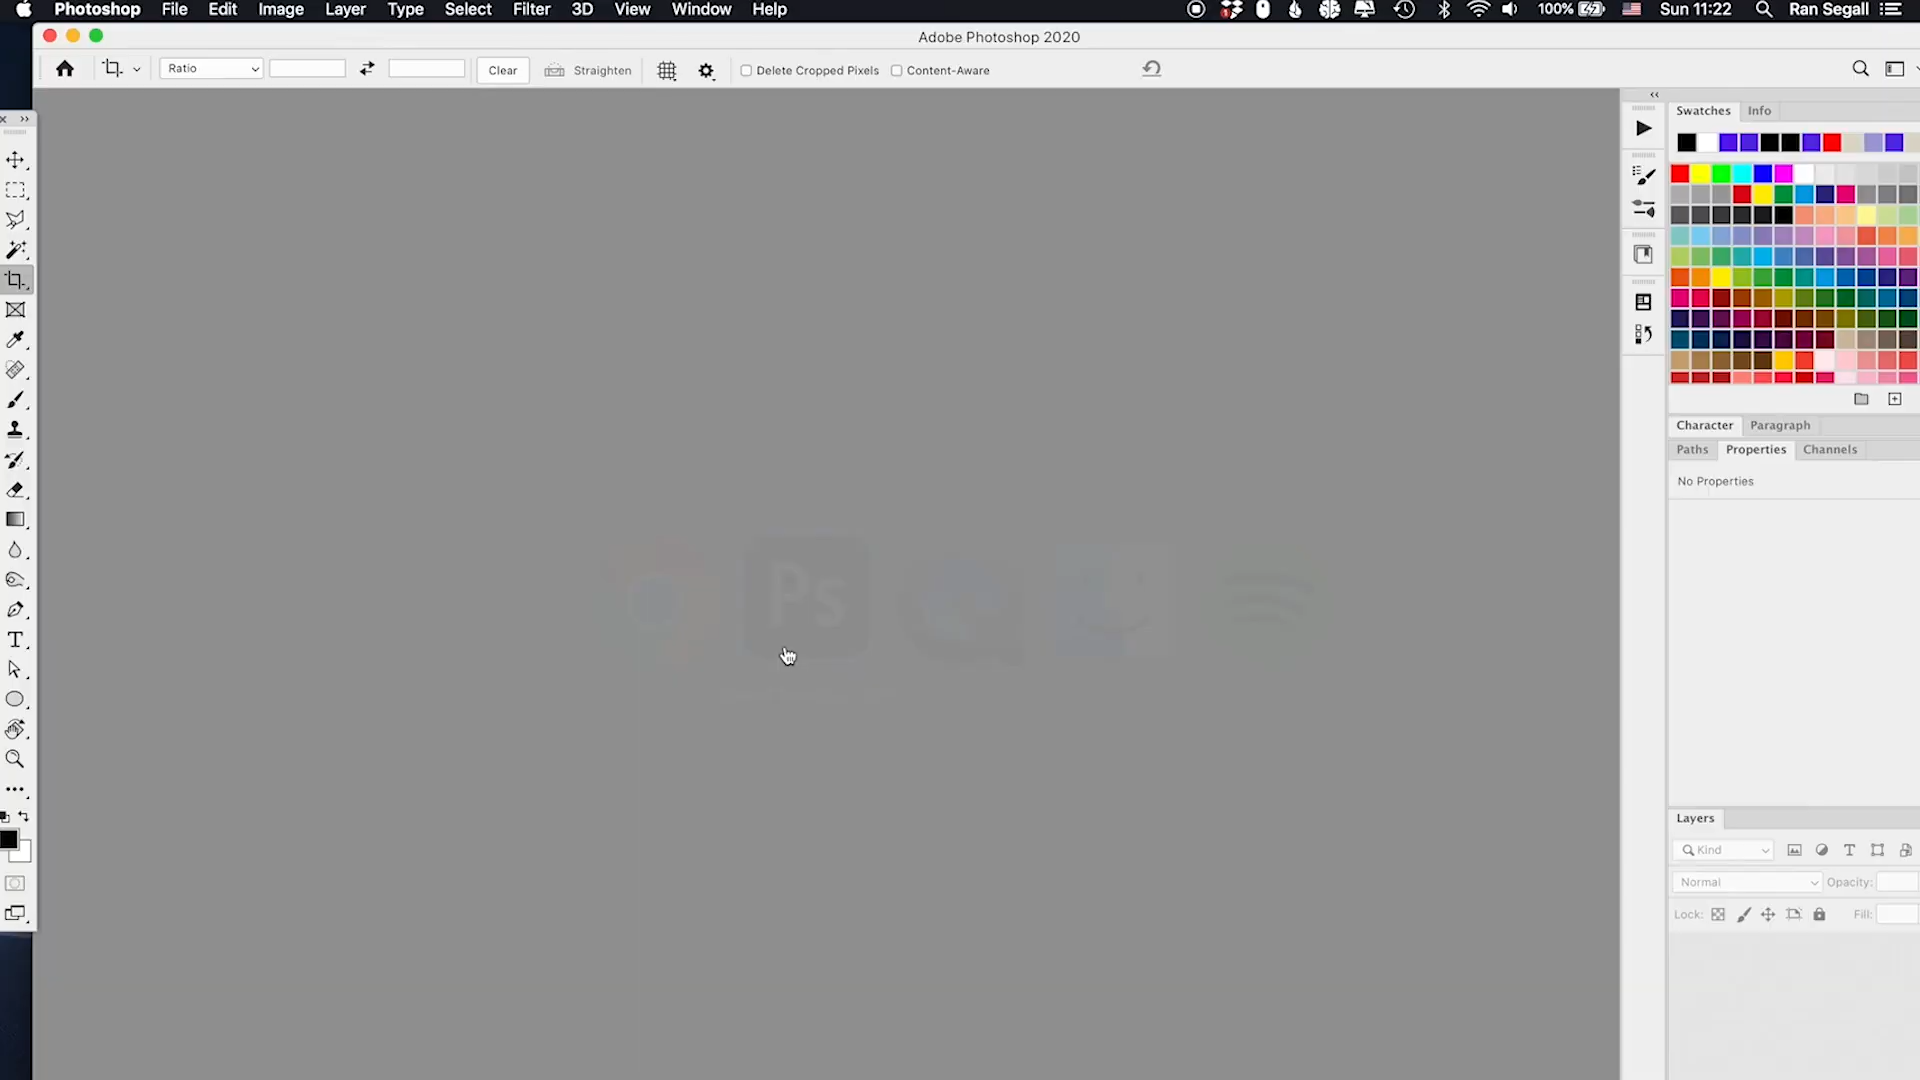 Photoshop File Edit Image Layer Type Select Filter 3D View Window Help 100% Sun 11:22 Ran Segall
Adobe Photoshop 2020
Ratio Clear Straighten Delete Cropped Pixels Content-Aware
Swatches Info
Ps
Character Paragraph
Paths Properties Channels
No Properties
Layers
Kind
Normal Opacity:
Lock: Fill: